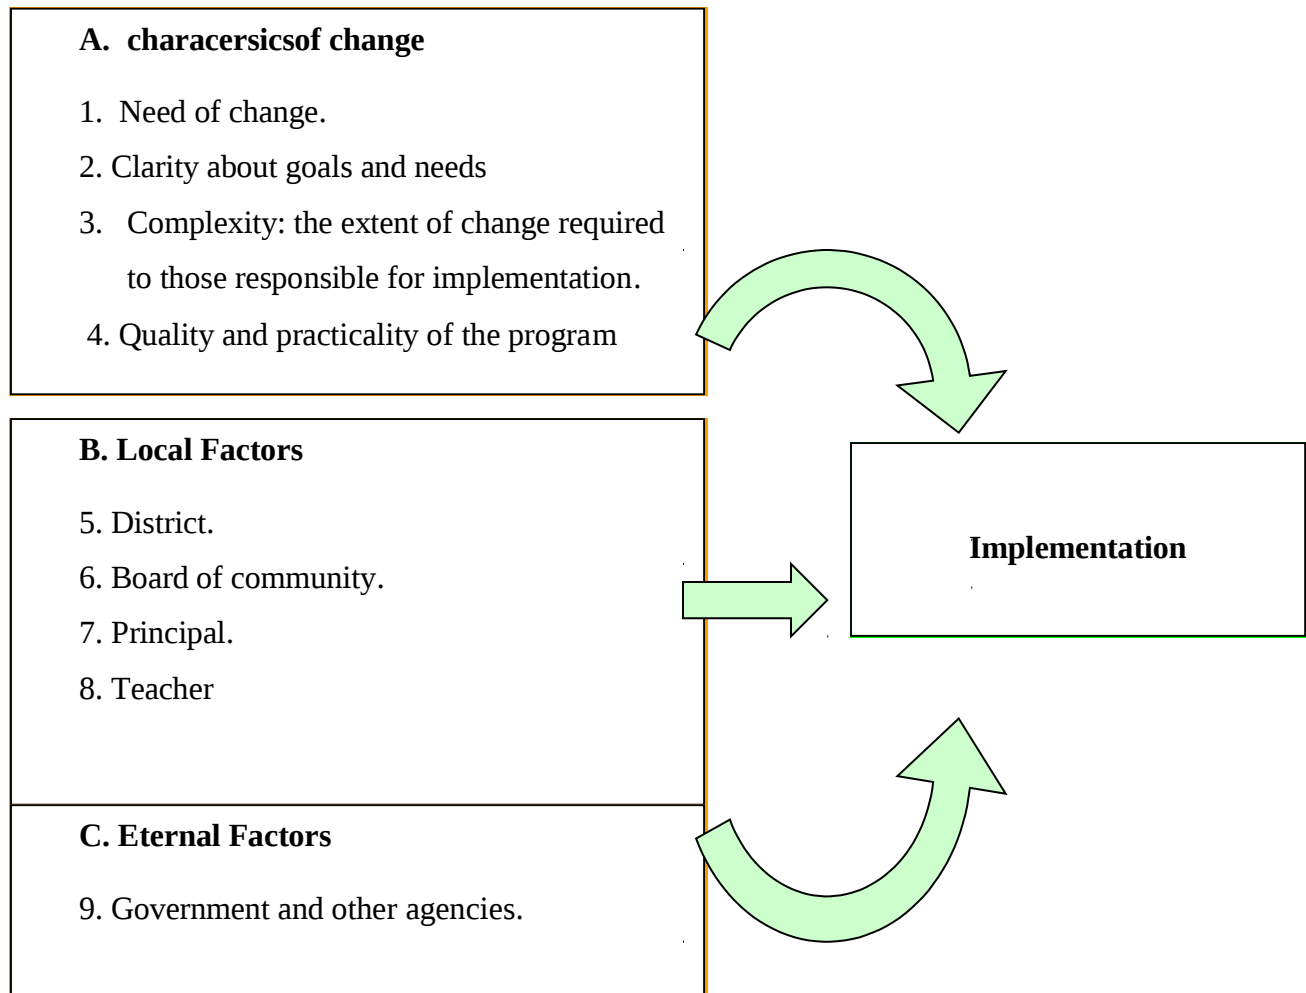 A. characersicsof change
1. Need of change.
2. Clarity about goals and needs
3. Complexity: the extent of change required
to those responsible for implementation.
4. Quality and practicality of the program
B. Local Factors
5. District.
6. Board of community.
7. Principal.
8. Teacher
Implementation
C. Eternal Factors
9. Government and other agencies.